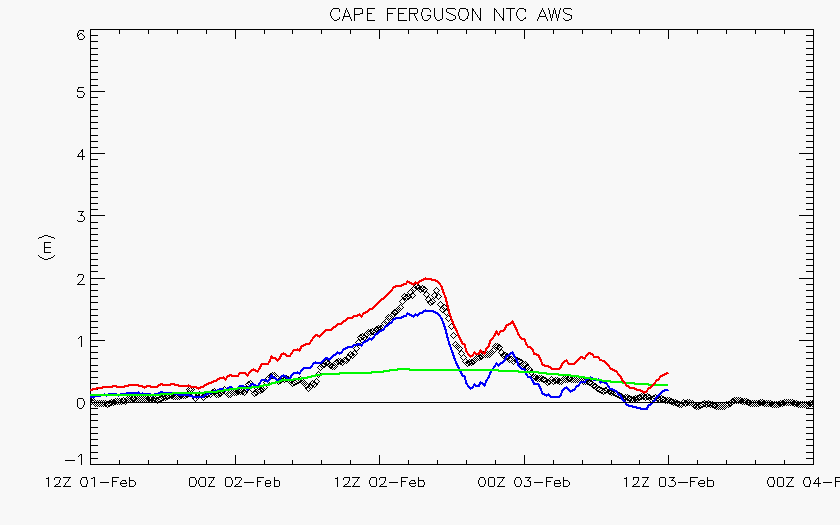 CAPE FERGUSON NTC AWS
6
5
4
3
2
1
0
-1
(m)
12Z 01-Feb 00Z 02-Feb 12Z 02-Feb 00Z 03-Feb 12Z 03-Feb 00Z 04-F